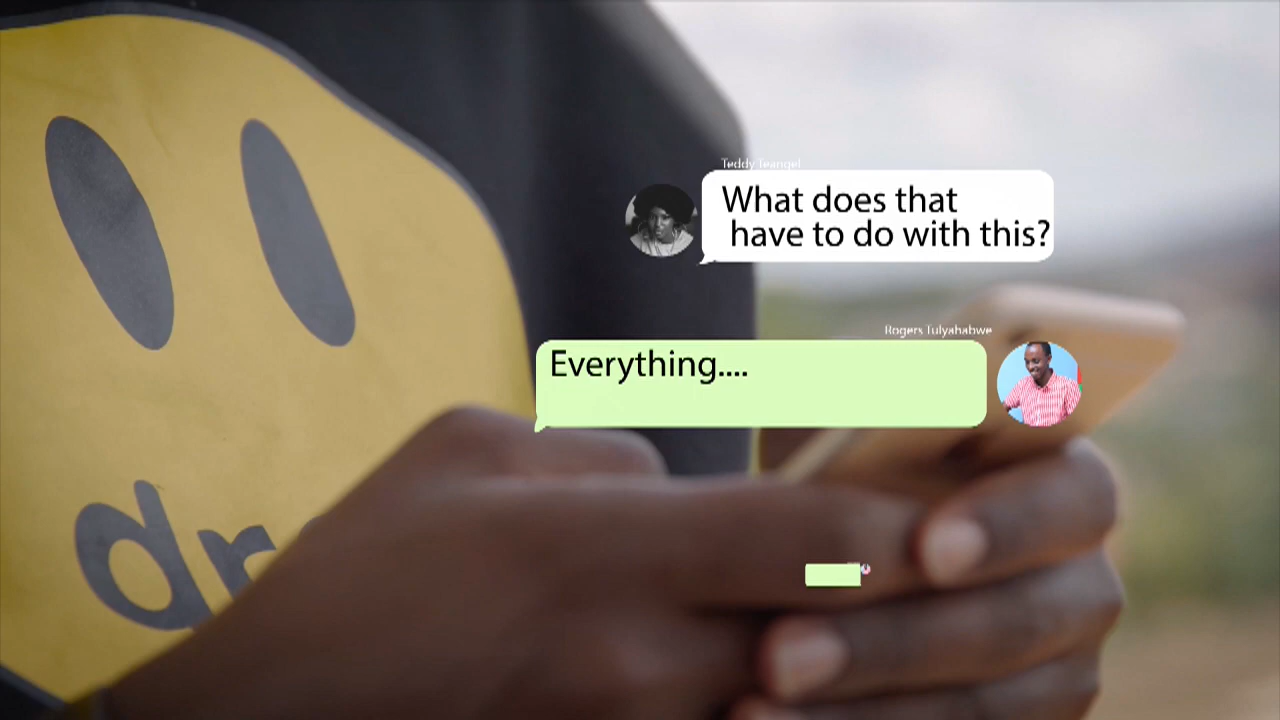 Teddy Teangel
What does that
have to do with this?
Rogers Tulyahabwe
Everything....
dr